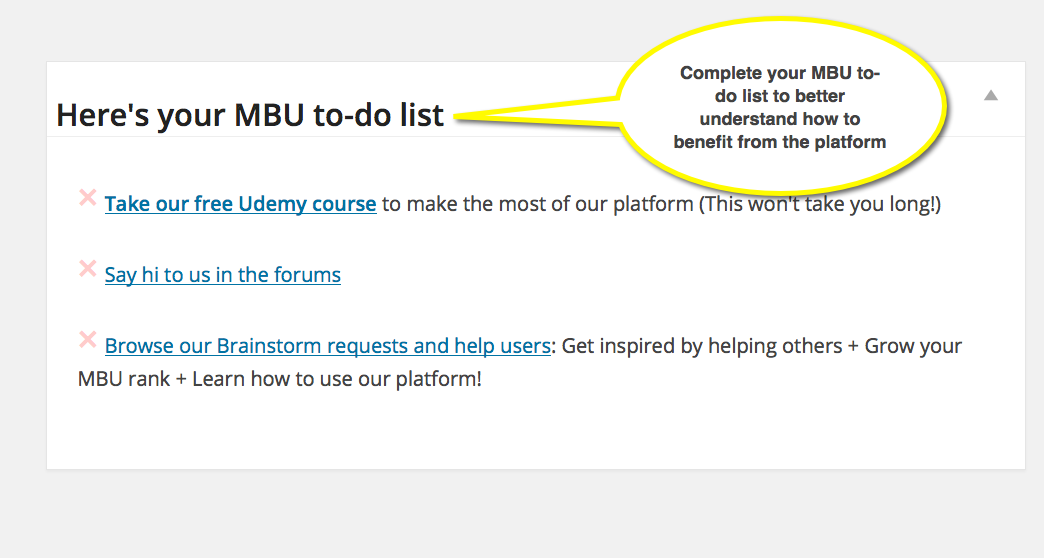 Complete your MBU to-
do list to better
understand how to
benefit from the platform
Here's your MBU to-do list
Take our free Udemy course to make the most of our platform (This won't take you long!)
Say hi to us in the forums
Browse our Brainstorm requests and help users: Get inspired by helping others + Grow your
MBU rank + Learn how to use our platform!